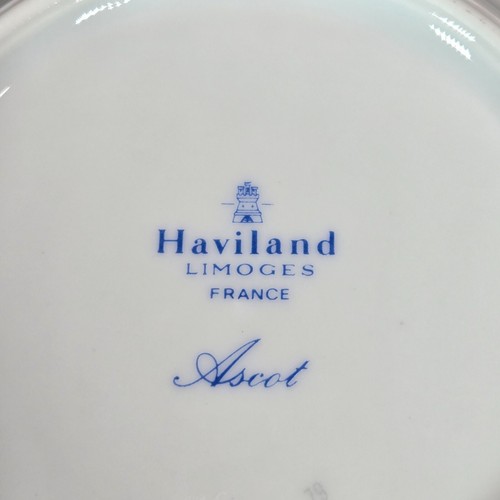 Haviland
LIMOGES
FRANCE
Ascot